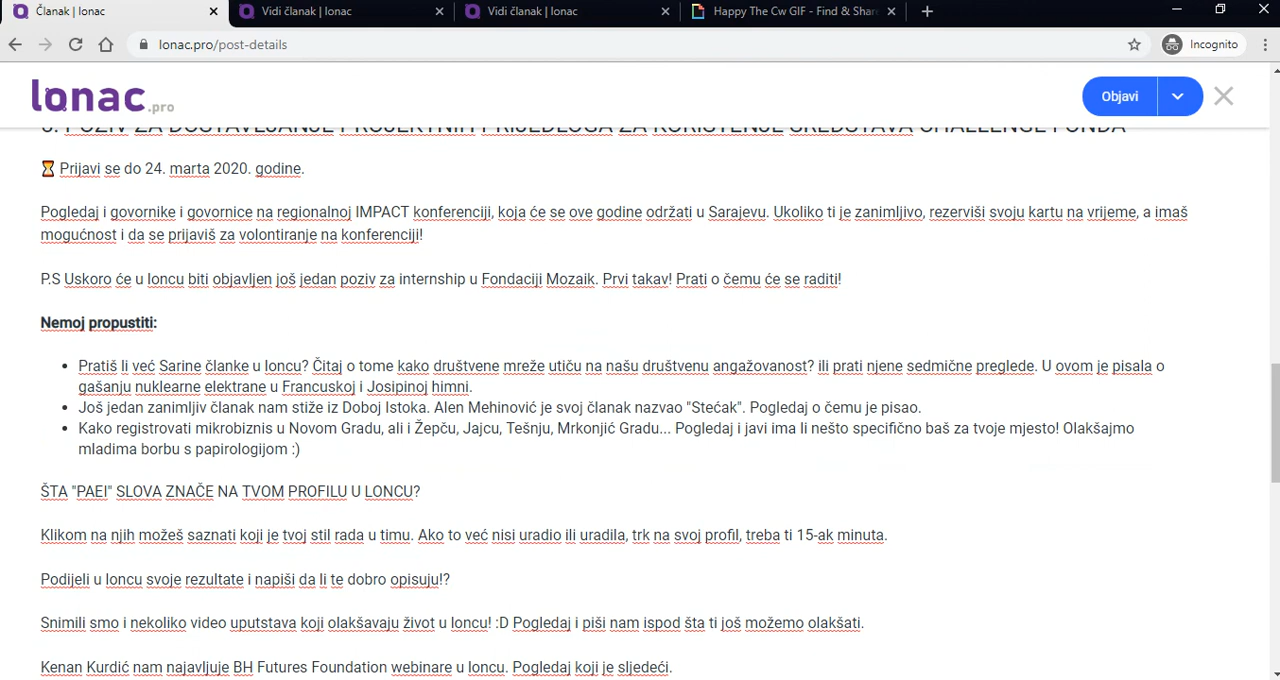 Članak | lonac
Vidi članak | lonac
Vidi članak | lonac
Happy The Cw GIF - Find & Shar
lonac.pro/post-details
Incognito
lonac.pro
Objavi
POZIV ZA DOSTAVLJANJE PROJEKTNIH PRIJEDLOGA ZA KORIŠTENJE SREDSTAVA CHALLENGE FONDA
⌛ Prijavi se do 24. marta 2020. godine.
Pogledaj i govornike i govornice na regionalnoj IMPACT konferenciji, koja će se ove godine održati u Sarajevu. Ukoliko ti je zanimljivo, rezerviši svoju kartu na vrijeme, a imaš
mogućnost i da se prijaviš za volontiranje na konferenciji!
P.S Uskoro će u loncu biti objavljen još jedan poziv za internship u Fondaciji Mozaik. Prvi takav! Prati o čemu će se raditi!
Nemoj propustiti:
• Pratiš li već Sarine članke u loncu? Čitaj o tome kako društvene mreže utiču na našu društvenu angažovanost? ili prati njene sedmične preglede. U ovom je pisala o
gašanju nuklearne elektrane u Francuskoj i Josipinoj himni.
• Još jedan zanimljiv članak nam stiže iz Doboj Istoka. Alen Mehinović je svoj članak nazvao "Stećak". Pogledaj o čemu je pisao.
• Kako registrovati mikrobiznis u Novom Gradu, ali i Žepču, Jajcu, Tešnju, Mrkonjić Gradu... Pogledaj i javi ima li nešto specifično baš za tvoje mjesto! Olakšajmo
mladima borbu s papirologijom :)
ŠTA "PAEI" SLOVA ZNAČE NA TVOM PROFILU U LONCU?
Klikom na njih možeš saznati koji je tvoj stil rada u timu. Ako to već nisi uradio ili uradila, trk na svoj profil, treba ti 15-ak minuta.
Podijeli u loncu svoje rezultate i napiši da li te dobro opisuju!?
Snimili smo i nekoliko video uputstava koji olakšavaju život u loncu! :D Pogledaj i piši nam ispod šta ti još možemo olakšati.
Kenan Kurdić nam najavljuje BH Futures Foundation webinare u loncu. Pogledaj koji je sljedeći.